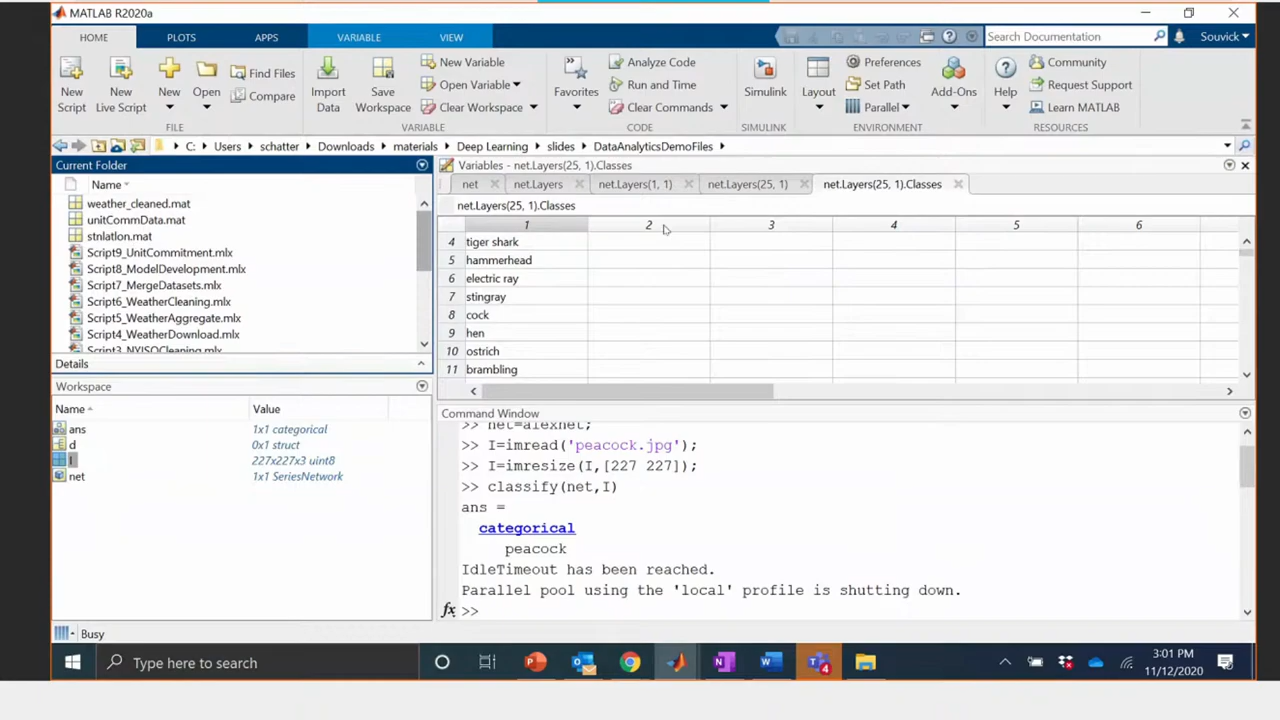 MATLAB R2020a
HOME PLOTS APPS VARIABLE VIEW Search Documentation Souvick
New Script New Live Script New Open Find Files Compare Import Data Save Workspace New Variable Open Variable Clear Workspace Favorites Analyze Code Run and Time Clear Commands Simulink Layout Preferences Set Path Parallel Add-Ons Help Community Request Support Learn MATLAB
FILE VARIABLE CODE SIMULINK ENVIRONMENT RESOURCES
C: Users schatter Downloads materials Deep Learning slides DataAnalyticsDemoFiles
Current Folder
Name
weather_cleaned.mat
unitCommData.mat
stnlatlon.mat
Script9_UnitCommitment.mlx
Script8_ModelDevelopment.mlx
Script7_MergeDatasets.mlx
Script6_WeatherCleaning.mlx
Script5_WeatherAggregate.mlx
Script4_WeatherDownload.mlx
Script3_NYISOCleaning.mlx
Details
Workspace
Name Value
ans 1x1 categorical
d 0x1 struct
I 227x227x3 uint8
net 1x1 SeriesNetwork
Variables - net.Layers(25, 1).Classes
net net.Layers net.Layers(1, 1) net.Layers(25, 1) net.Layers(25, 1).Classes
net.Layers(25, 1).Classes
1 2 3 4 5 6
4 tiger shark
5 hammerhead
6 electric ray
7 stingray
8 cock
9 hen
10 ostrich
11 brambling
Command Window
>> net=alexnet;
>> I=imread('peacock.jpg');
>> I=imresize(I,[227 227]);
>> classify(net,I)
ans =
categorical
peacock
IdleTimeout has been reached.
Parallel pool using the 'local' profile is shutting down.
fx >>
Busy
Type here to search 4 3:01 PM
11/12/2020